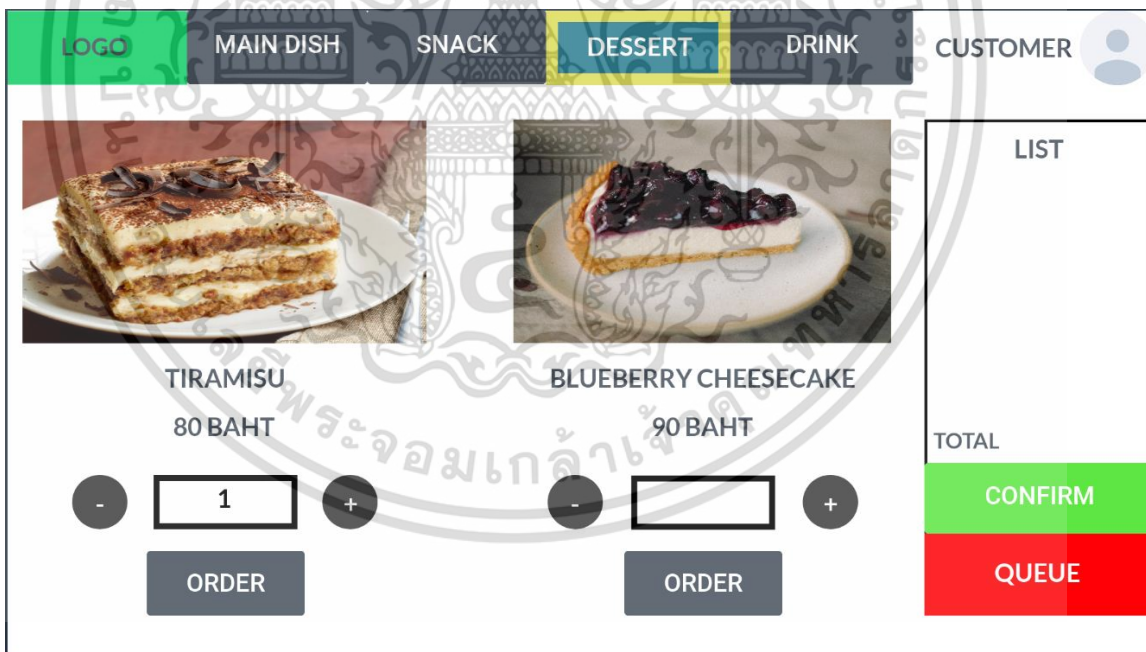 LOGO
MAIN DISH
SNACK
DESSERT
DRINK
CUSTOMER
LIST
TIRAMISU
BLUEBERRY CHEESECAKE
80 BAHT
90 BAHT
TOTAL
-
1
+
-
+
CONFIRM
ORDER
ORDER
QUEUE